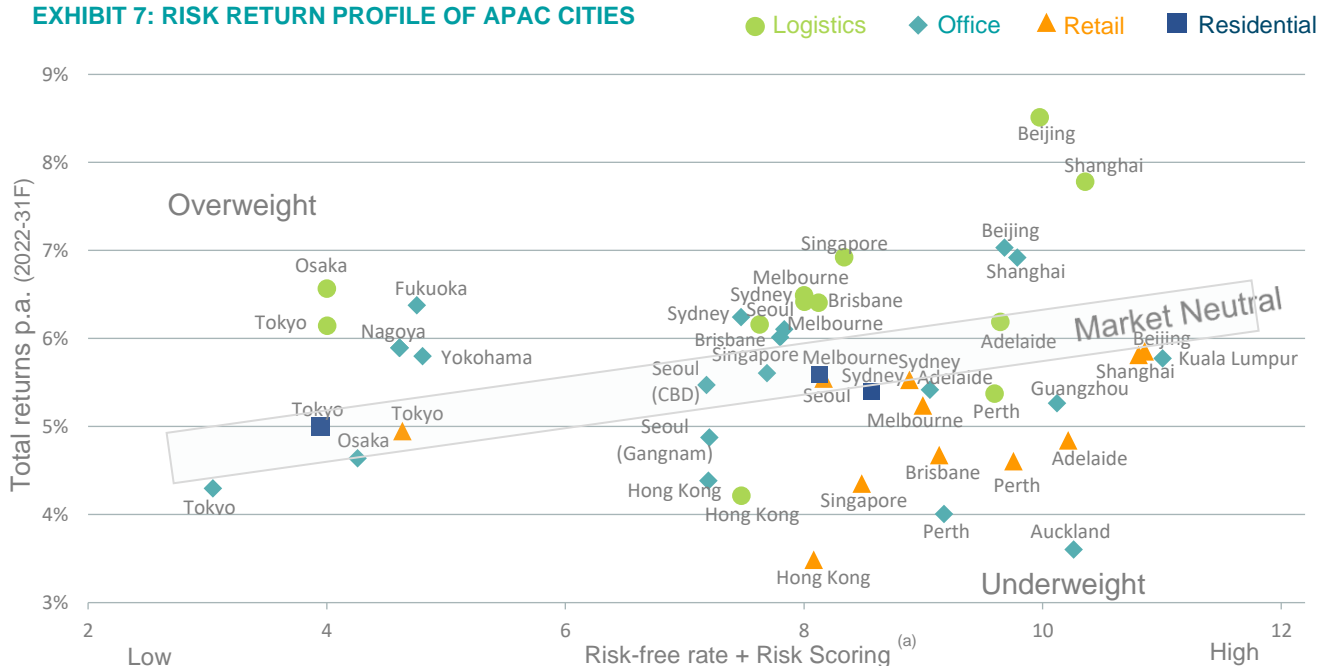 EXHIBIT 7: RISK RETURN PROFILE OF APAC CITIES
Logistics Office Retail Residential
Total returns p.a. (2022-31F)
9%
8%
7%
6%
5%
4%
3%
Overweight
Beijing
Shanghai
Beijing
Shanghai
Singapore
Osaka
Fukuoka
Melbourne
Sydney
Brisbane
Tokyo
Nagoya
Yokohama
Sydney
Seoul
Melbourne
Brisbane
Singapore
Adelaide
Market Neutral
Seoul
(CBD)
Melbourne
Sydney
Sydney
Adelaide
Seoul
Beijing
Shanghai
Kuala Lumpur
Guangzhou
Perth
Tokyo
Tokyo
Osaka
Seoul
(Gangnam)
Melbourne
Brisbane
Adelaide
Perth
Hong Kong
Hong Kong
Singapore
Tokyo
Perth
Auckland
Hong Kong
Underweight
2 4 6 8 10 12
Low Risk-free rate + Risk Scoring (a) High